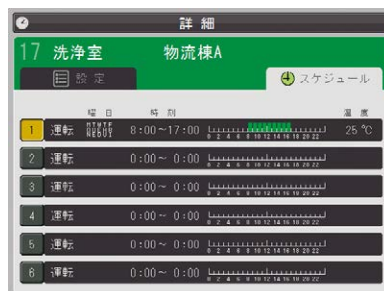 詳細
17 洗浄室 物流棟A
設定 スケジュール
曜日 時刻 温度
1 運転 8:00~17:00 0 2 4 6 8 10 12 14 16 18 20 22 25 ℃
2 運転 0:00~ 0:00 0 2 4 6 8 10 12 14 16 18 20 22
3 運転 0:00~ 0:00 0 2 4 6 8 10 12 14 16 18 20 22
4 運転 0:00~ 0:00 0 2 4 6 8 10 12 14 16 18 20 22
5 運転 0:00~ 0:00 0 2 4 6 8 10 12 14 16 18 20 22
6 運転 0:00~ 0:00 0 2 4 6 8 10 12 14 16 18 20 22